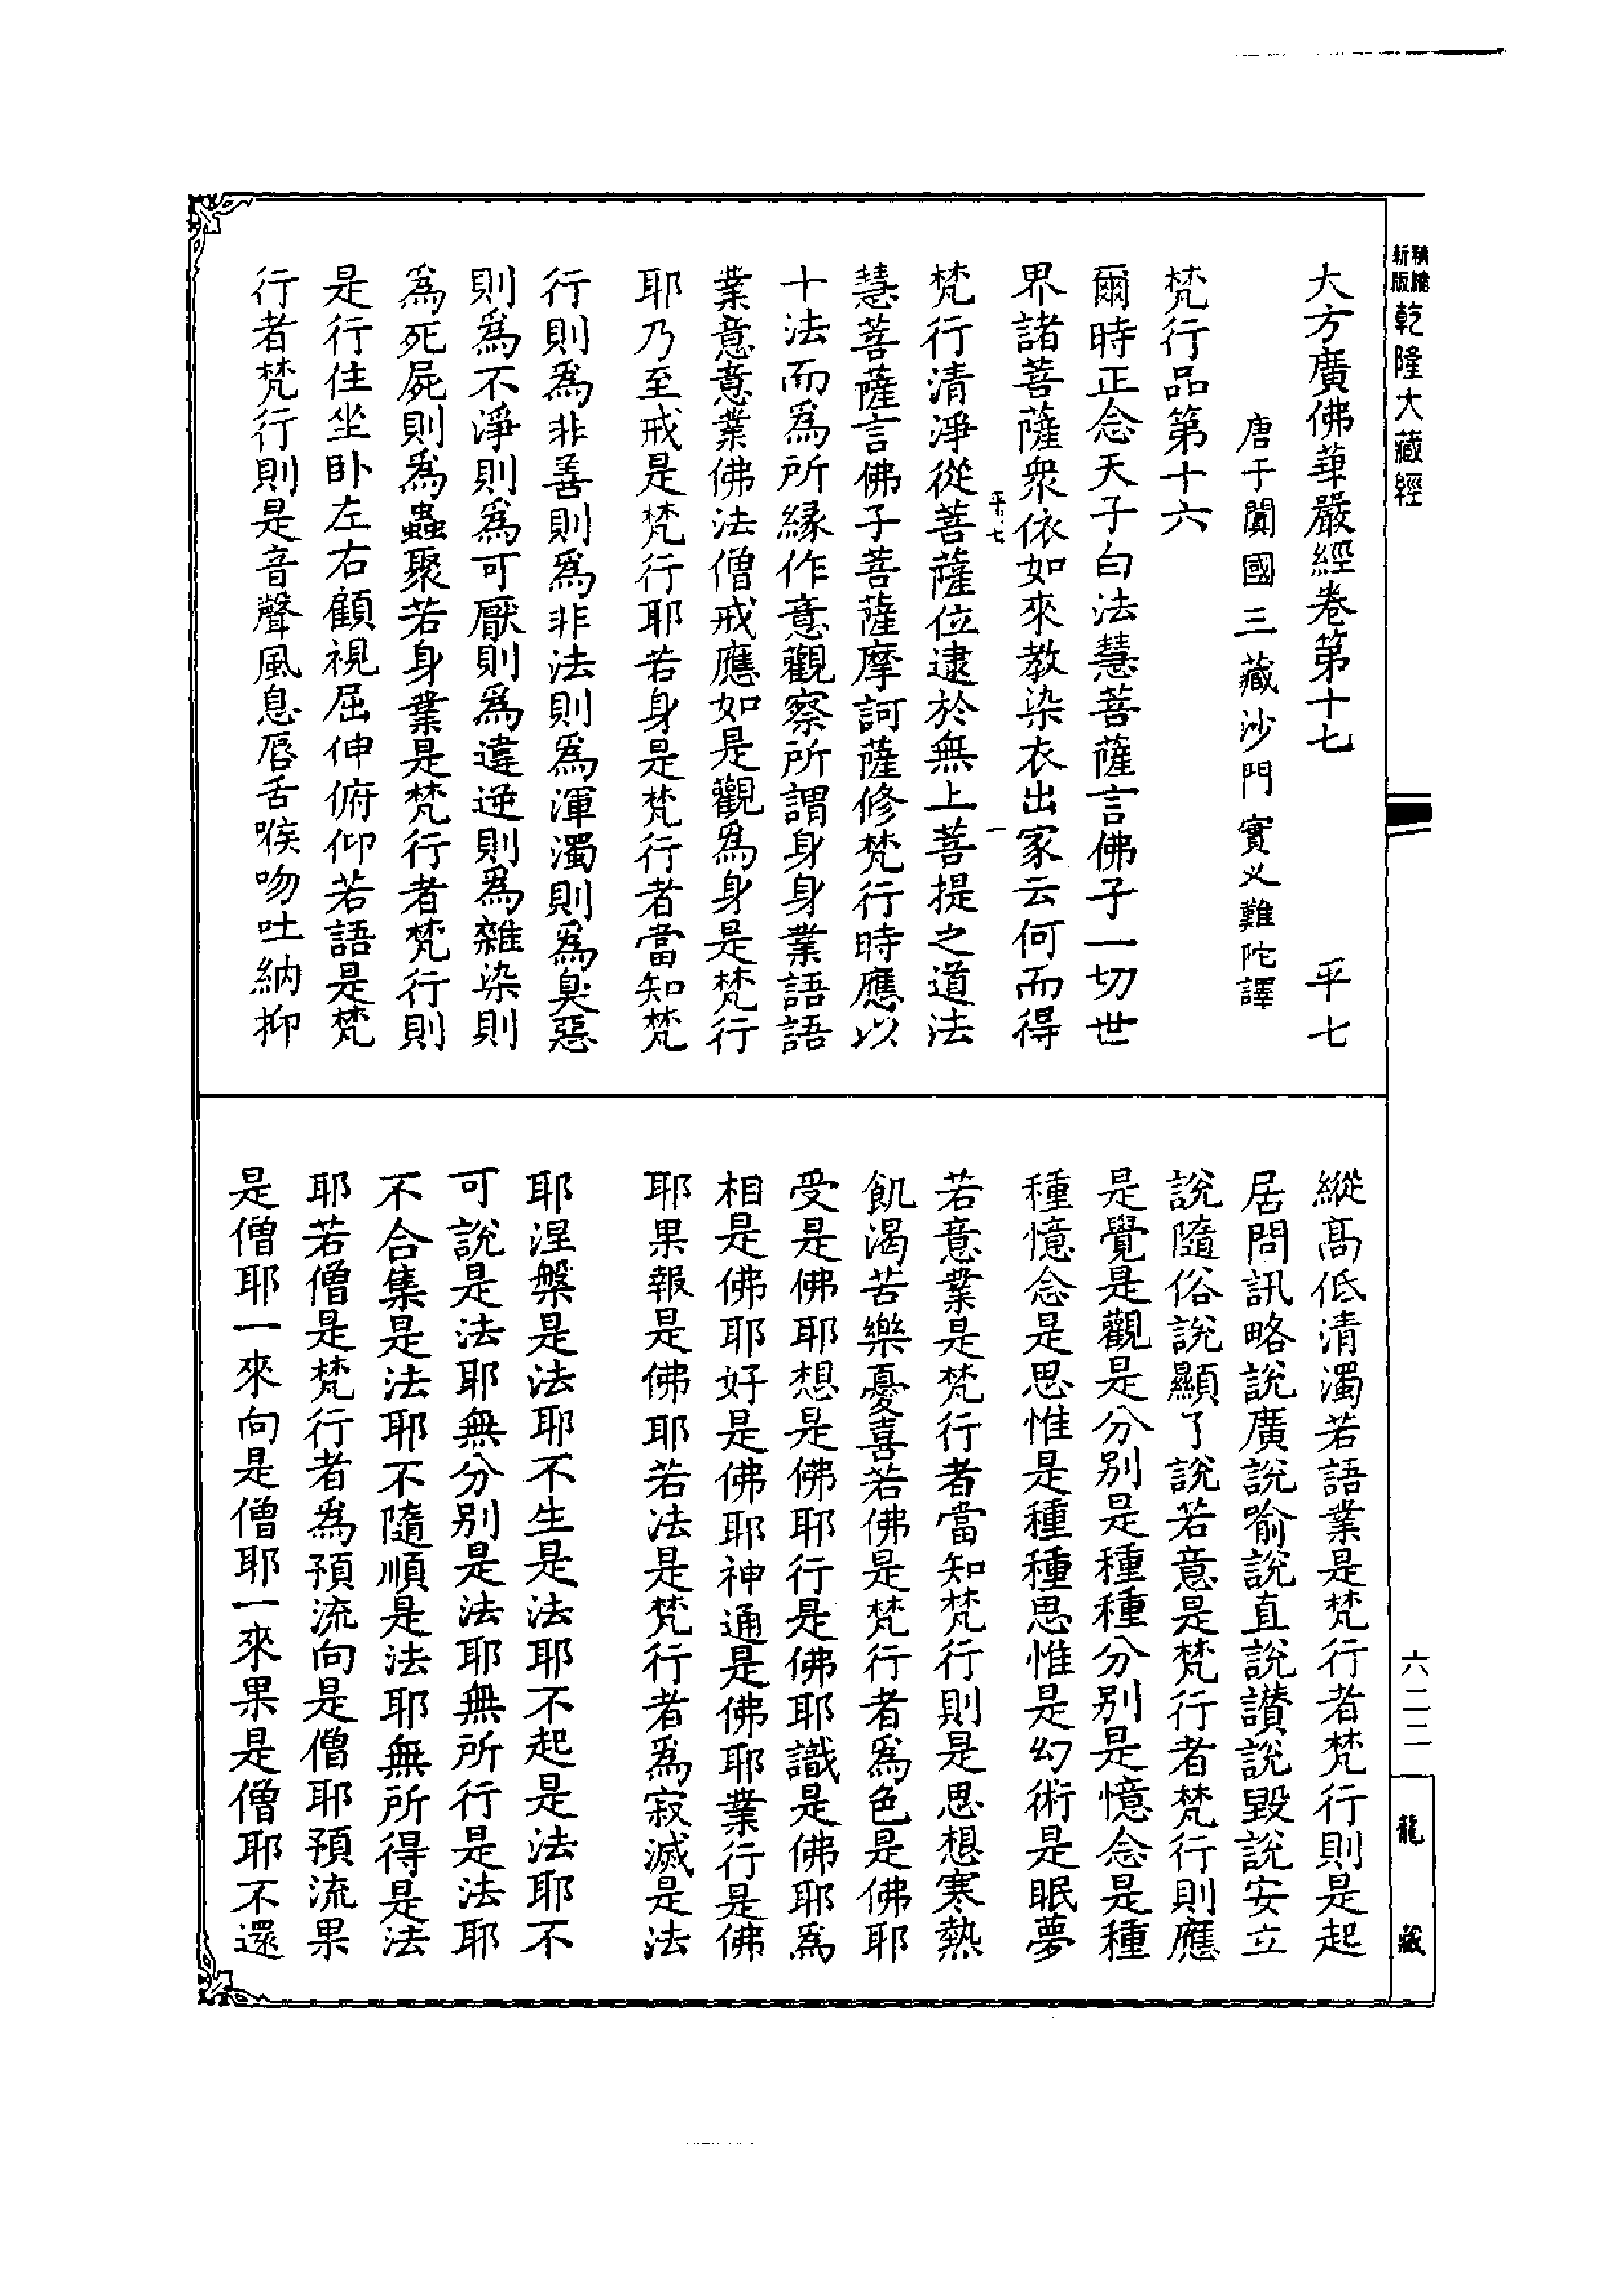 新版
精縮
乾隆大藏經
大方廣佛華嚴經卷第十七 平七
唐于闐國三藏沙門實叉難陀譯
梵行品第十六
爾時正念天子白法慧菩薩言佛子一切世
界諸菩薩衆依如來教染衣出家云何而得
平七 一
梵行清淨從菩薩位逮於無上菩提之道法
慧菩薩言佛子菩薩摩訶薩修梵行時應以
十法而爲所緣作意觀察所謂身身業語語
業意意業佛法僧戒應如是觀爲身是梵行
耶乃至戒是梵行耶若身是梵行者當知梵
行則爲非善則爲非法則爲渾濁則爲臭惡
則爲不淨則爲可厭則爲違逆則爲雜染則
爲死屍則爲蟲聚若身業是梵行者梵行則
是行住坐卧左右顧視屈伸俯仰若語是梵
行者梵行則是音聲風息唇舌喉吻吐納抑
縱高低清濁若語業是梵行者梵行則是起
居問訊略說廣說喻說直說讃說毀說安立
說隨俗說顯了說若意是梵行者梵行則應
是覺是觀是分别是種種分别是憶念是種
種憶念是思惟是種種思惟是幻術是眠夢
若意業是梵行者當知梵行則是思想寒熱
飢渴苦樂憂喜若佛是梵行者爲色是佛耶
受是佛耶想是佛耶行是佛耶識是佛耶爲
相是佛耶好是佛耶神通是佛耶業行是佛
耶果報是佛耶若法是梵行者爲寂滅是法
耶涅槃是法耶不生是法耶不起是法耶不
可說是法耶無分别是法耶無所行是法耶
不合集是法耶不隨順是法耶無所得是法
耶若僧是梵行者爲預流向是僧耶預流果
是僧耶一來向是僧耶一來果是僧耶不還
六二二
龍藏